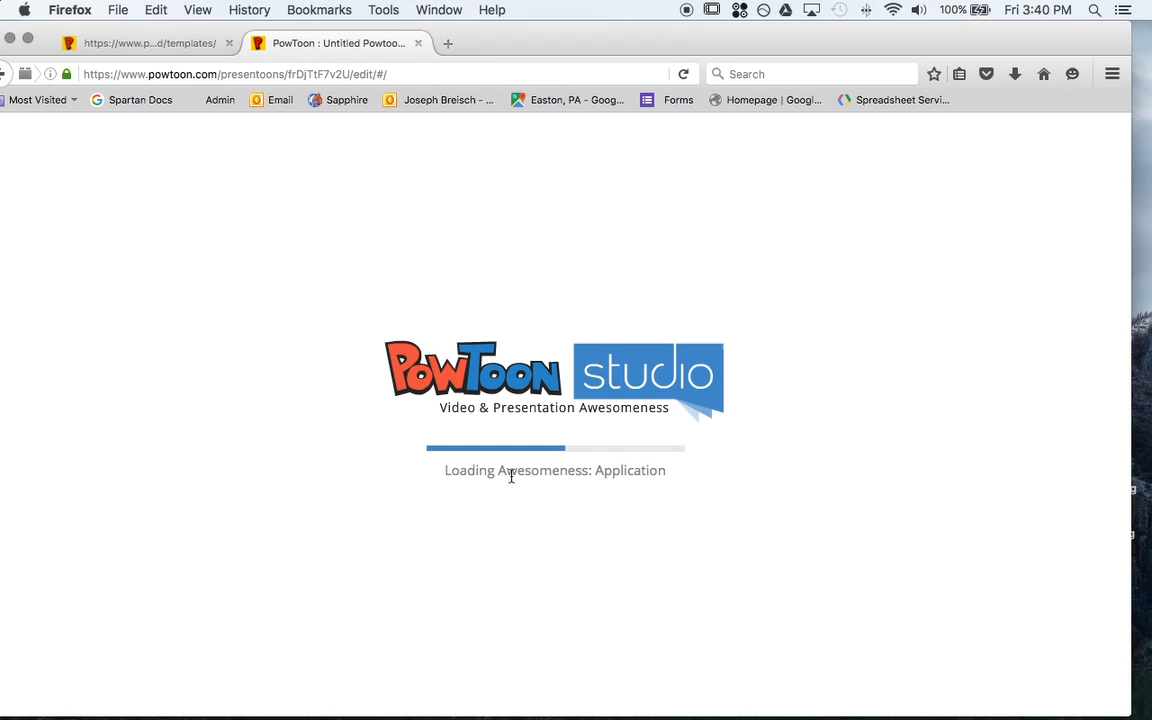 Firefox File Edit View History Bookmarks Tools Window Help 100% Fri 3:40 PM
https://www.p...d/templates/ PowToon : Untitled Powtoo...
https://www.powtoon.com/presentoons/frDjTtF7v2U/edit/#/ Search
Most Visited Spartan Docs Admin Email Sapphire Joseph Breisch - ... Easton, PA - Goog... Forms Homepage | Googl... Spreadsheet Servi...
PowToon studio
Video & Presentation Awesomeness
Loading Awesomeness: Application